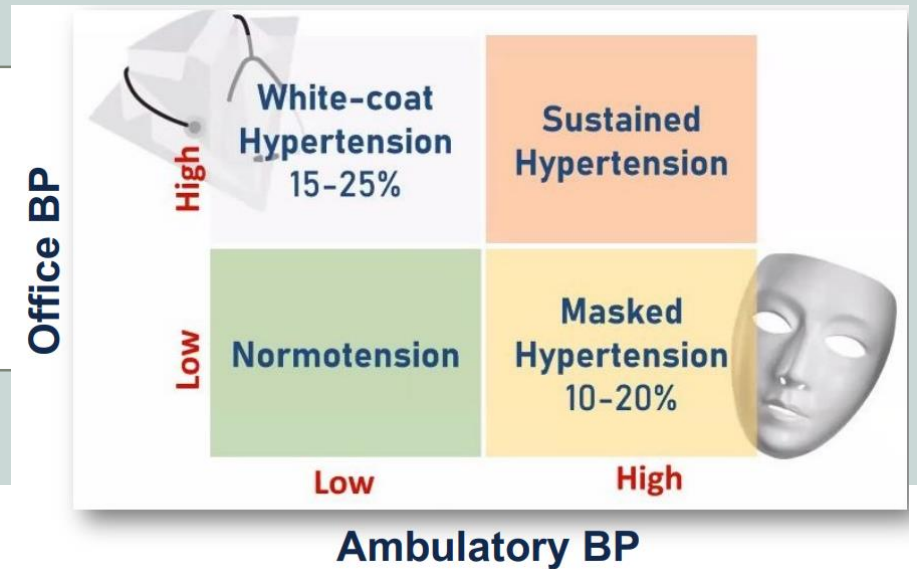 White-coat
Hypertension
15-25%
Sustained
Hypertension
High
Office BP
Low
Normotension
Masked
Hypertension
10-20%
Low
High
Ambulatory BP